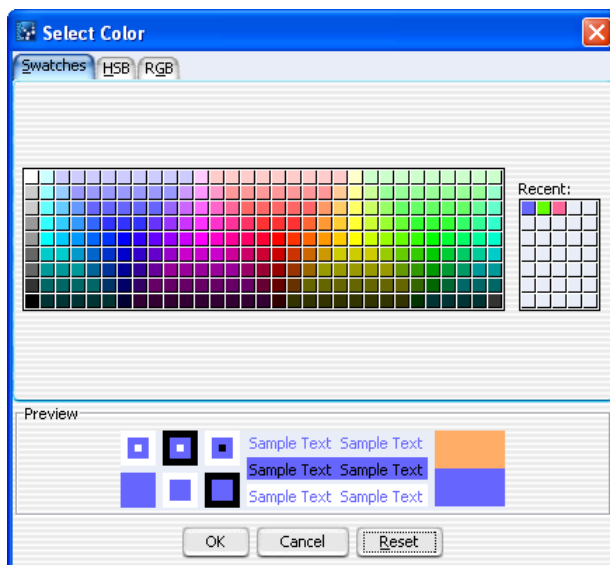 Select Color
Swatches HSB RGB
Recent:
Preview
Sample Text Sample Text
Sample Text Sample Text
Sample Text Sample Text
OK Cancel Reset